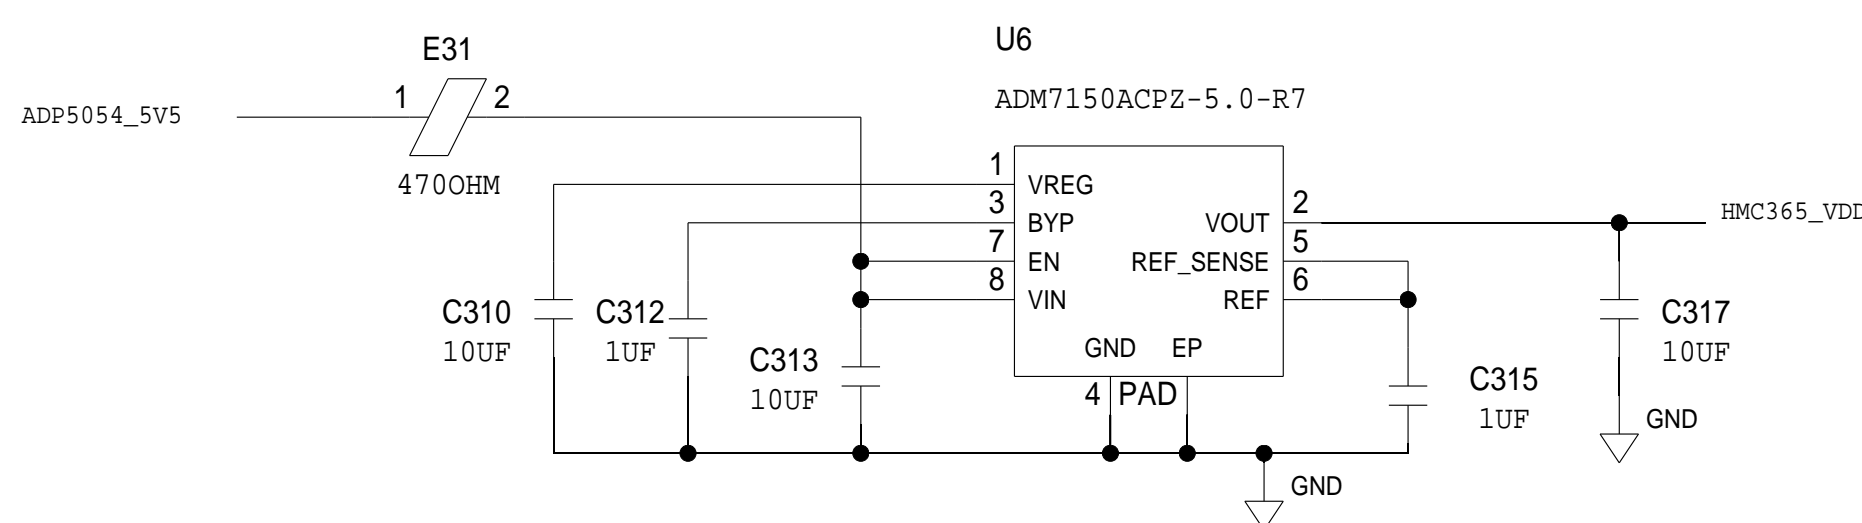 U6
E31
ADM7150ACPZ-5.0-R7
1 2
ADP5054_5V5
470OHM
1 VREG
3 BYP
7 EN
8 VIN
VOUT 2
REF_SENSE 5
REF 6
HMC365_VDD
GND EP
4 PAD
C310
10UF
C312
1UF
C313
10UF
C315
1UF
C317
10UF
GND
GND